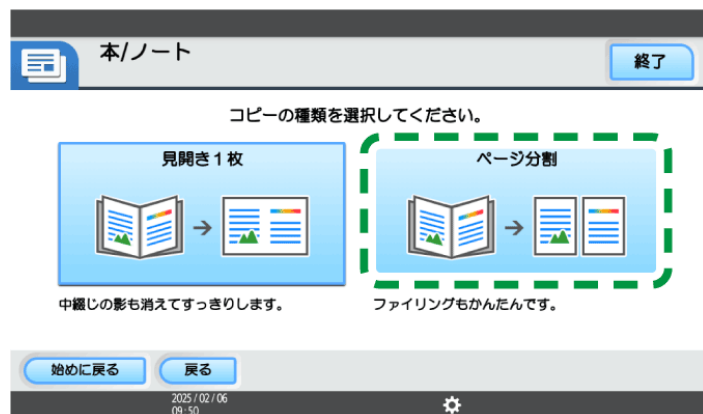 本/ノート
終了
コピーの種類を選択してください。
見開き1枚
ページ分割
中綴じの影も消えてすっきりします。
ファイリングもかんたんです。
始めに戻る
戻る
2025 / 02 / 06
09 : 50